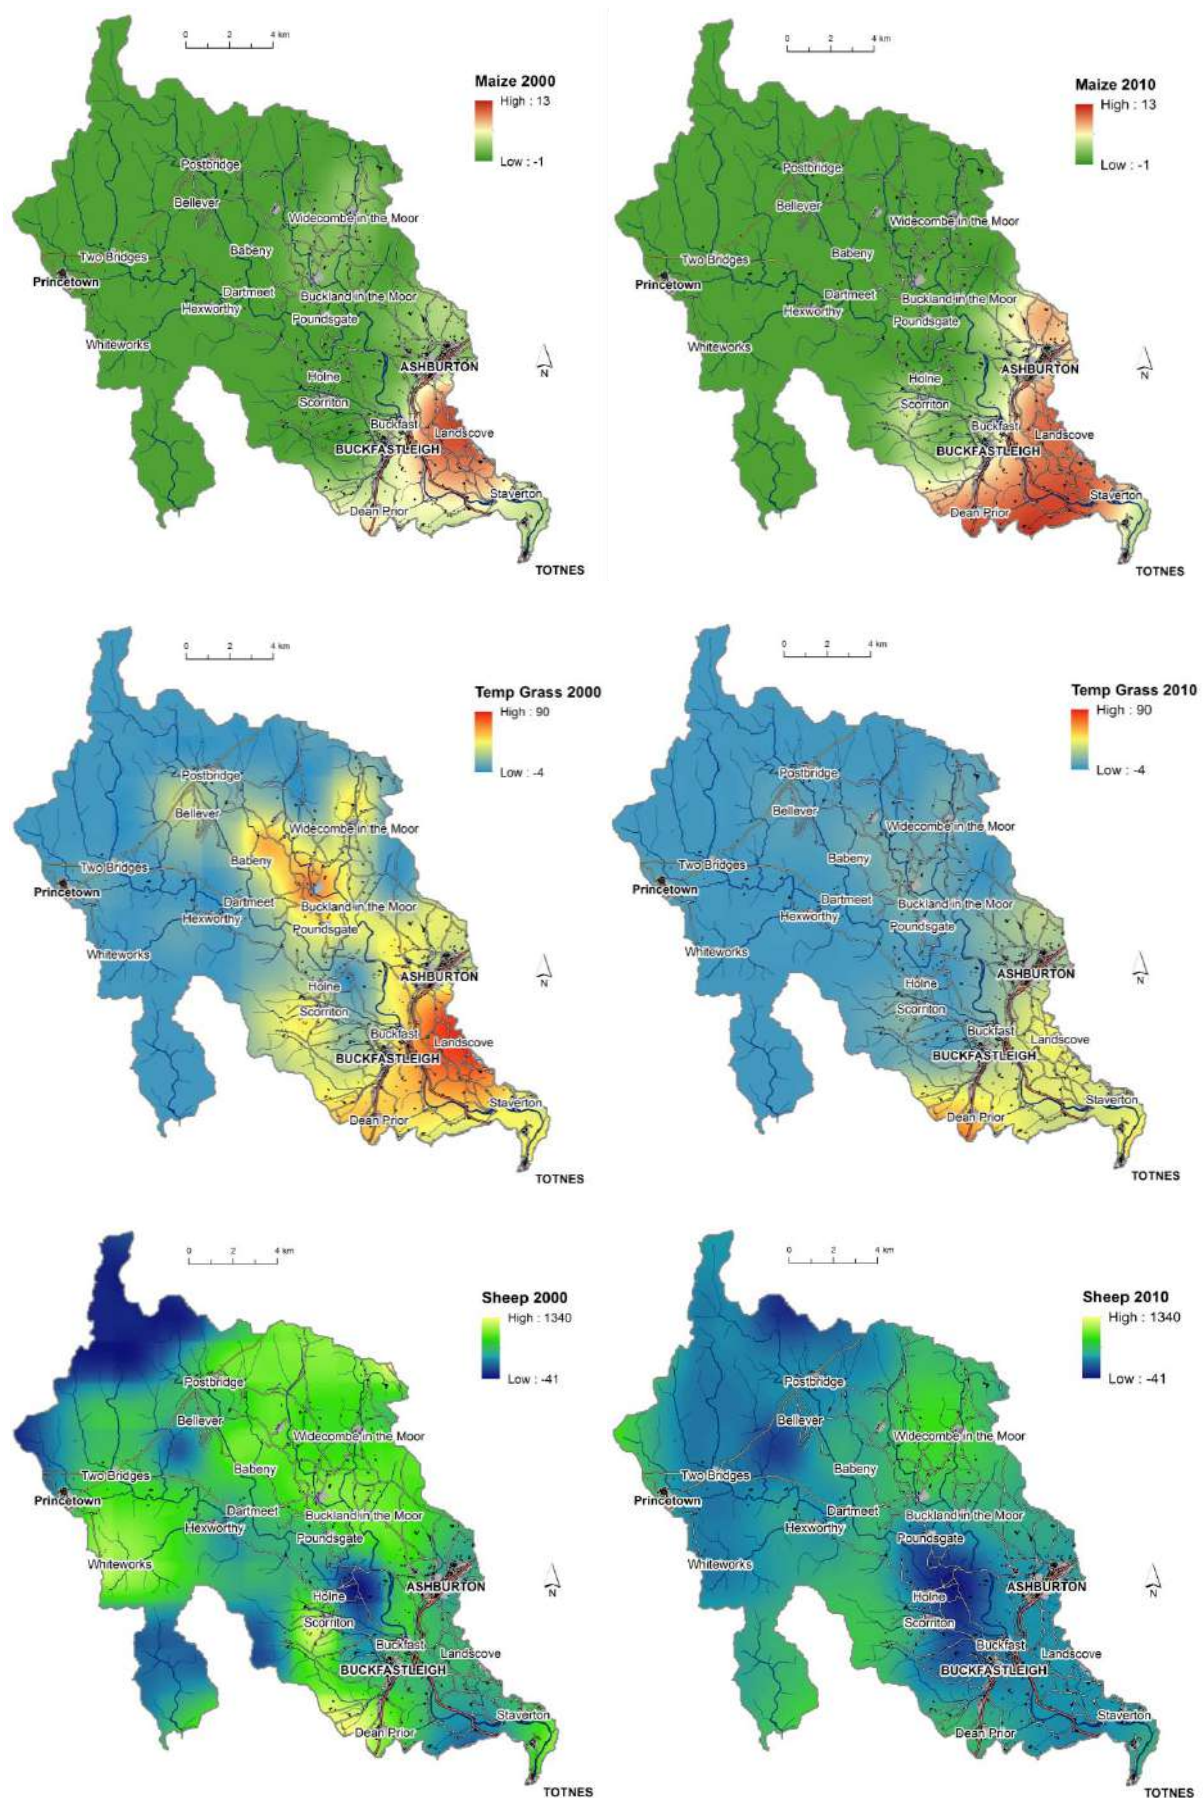 0 2 4 km
Maize 2000
High : 13
Low : -1
Postbridge
Bellever
Widecombe in the Moor
Two Bridges
Babeny
Princetown
Dartmeet
Buckland in the Moor
Hexworthy
Poundsgate
Whiteworks
ASHBURTON
N
Holne
Scorriton
Buckfast
Landscove
BUCKFASTLEIGH
Staverton
Dean Prior
TOTNES
0 2 4 km
Maize 2010
High : 13
Low : -1
Postbridge
Bellever
Widecombe in the Moor
Two Bridges
Babeny
Princetown
Dartmeet
Buckland in the Moor
Hexworthy
Poundsgate
Whiteworks
ASHBURTON
N
Holne
Scorriton
Buckfast
Landscove
BUCKFASTLEIGH
Staverton
Dean Prior
TOTNES
0 2 4 km
Temp Grass 2000
High : 90
Low : -4
Postbridge
Bellever
Widecombe in the Moor
Two Bridges
Babeny
Princetown
Dartmeet
Buckland in the Moor
Hexworthy
Poundsgate
Whiteworks
ASHBURTON
N
Holne
Scorriton
Buckfast
Landscove
BUCKFASTLEIGH
Staverton
Dean Prior
TOTNES
0 2 4 km
Temp Grass 2010
High : 90
Low : -4
Postbridge
Bellever
Widecombe in the Moor
Two Bridges
Babeny
Princetown
Dartmeet
Buckland in the Moor
Hexworthy
Poundsgate
Whiteworks
ASHBURTON
N
Holne
Scorriton
Buckfast
Landscove
BUCKFASTLEIGH
Staverton
Dean Prior
TOTNES
0 2 4 km
Sheep 2000
High : 1340
Low : -41
Postbridge
Bellever
Widecombe in the Moor
Two Bridges
Babeny
Princetown
Dartmeet
Buckland in the Moor
Hexworthy
Poundsgate
Whiteworks
ASHBURTON
N
Holne
Scorriton
Buckfast
Landscove
BUCKFASTLEIGH
Staverton
Dean Prior
TOTNES
0 2 4 km
Sheep 2010
High : 1340
Low : -41
Postbridge
Bellever
Widecombe in the Moor
Two Bridges
Babeny
Princetown
Dartmeet
Buckland in the Moor
Hexworthy
Poundsgate
Whiteworks
ASHBURTON
N
Holne
Scorriton
Buckfast
Landscove
BUCKFASTLEIGH
Staverton
Dean Prior
TOTNES